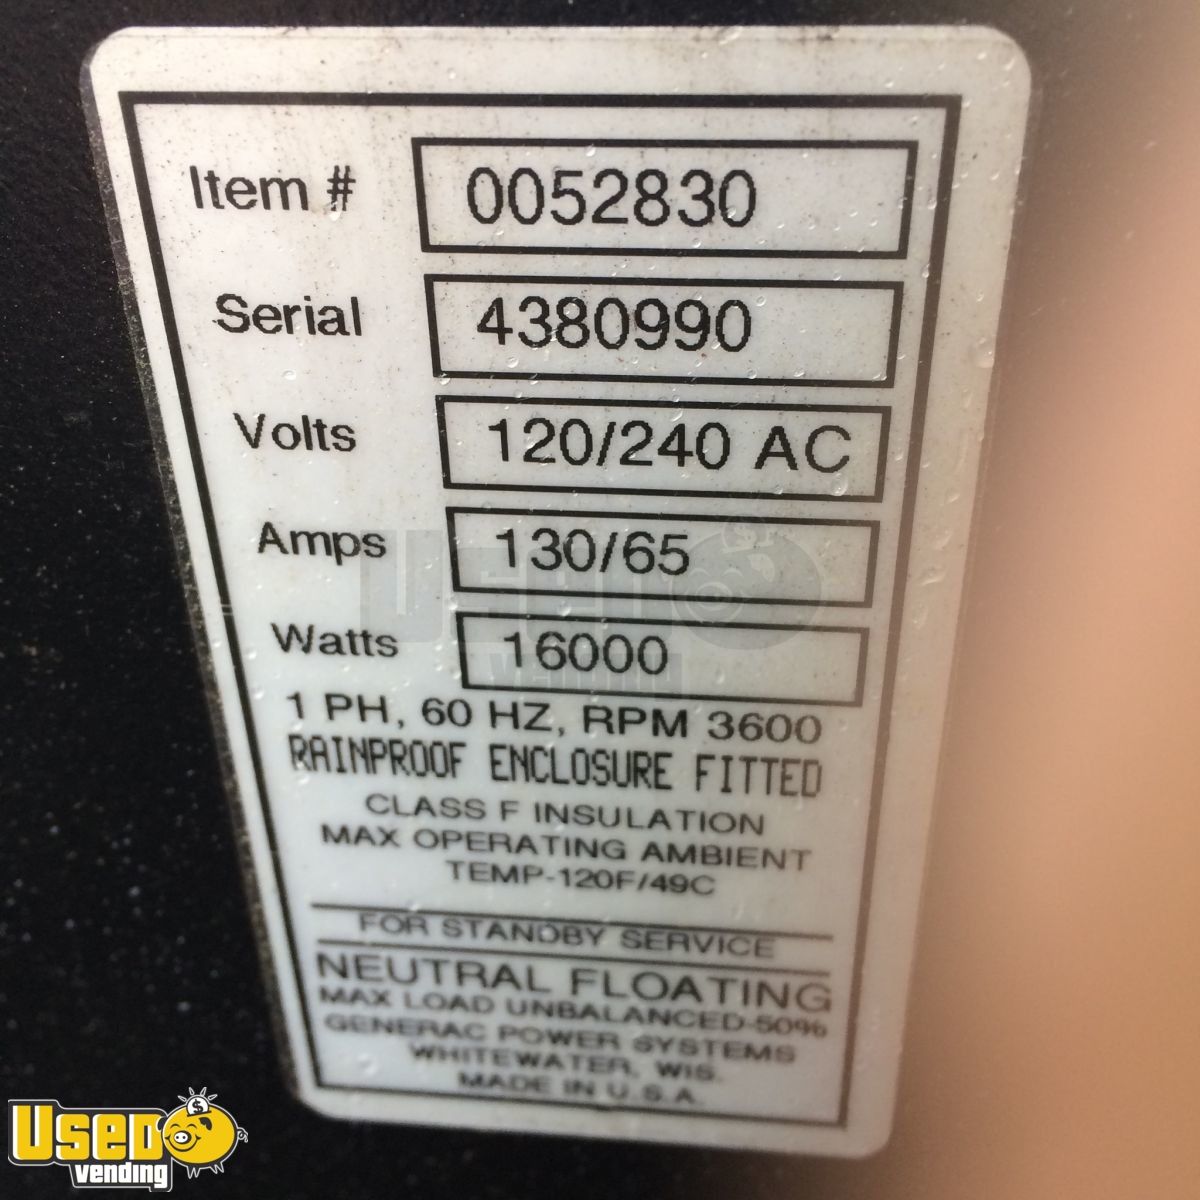 Item # 0052830
Serial 4380990
Volts 120/240 AC
Amps 130/65
Watts 16000
1 PH, 60 HZ, RPM 3600
RAINPROOF ENCLOSURE FITTED
CLASS F INSULATION
MAX OPERATING AMBIENT
TEMP-120F/49C
FOR STANDBY SERVICE
NEUTRAL FLOATING
MAX LOAD UNBALANCED-50%
GENERAC POWER SYSTEMS
WHITEWATER, WIS.
MADE IN U.S.A.
USED
vending
USED
vending